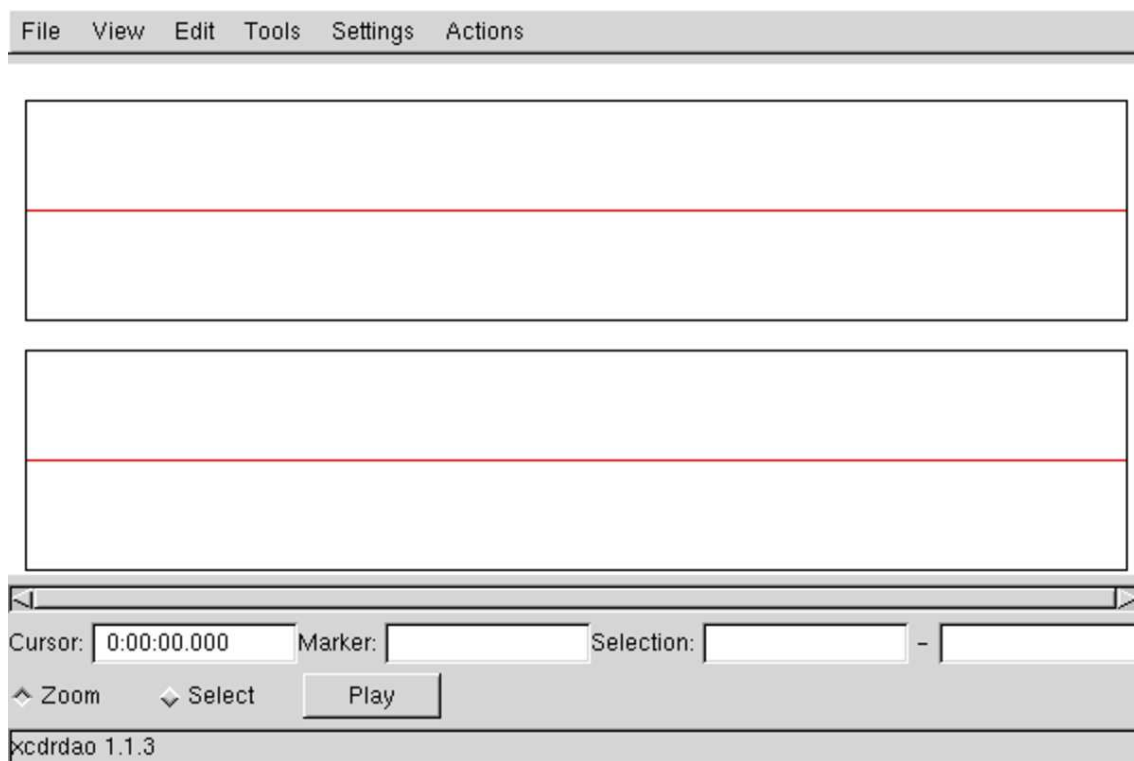 File View Edit Tools Settings Actions
Cursor: 0:00:00.000 Marker: Selection: -
Zoom Select Play
xcdrdao 1.1.3